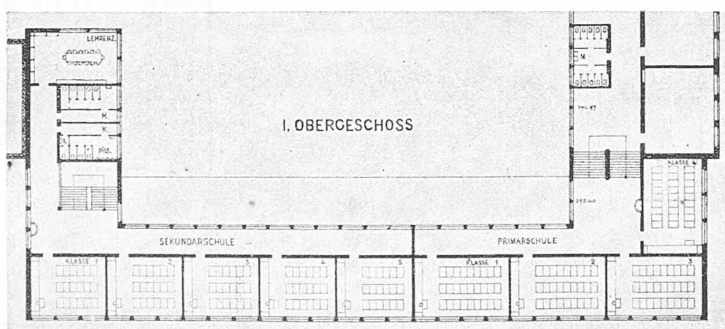 LEHRERZ.
M
H.
K.
I. OBERGESCHOSS
KLASSE 4
SEKUNDARSCHULE
PRIMARSCHULE
KLASSE 1
2
3
4
5
KLASSE 1
2
3